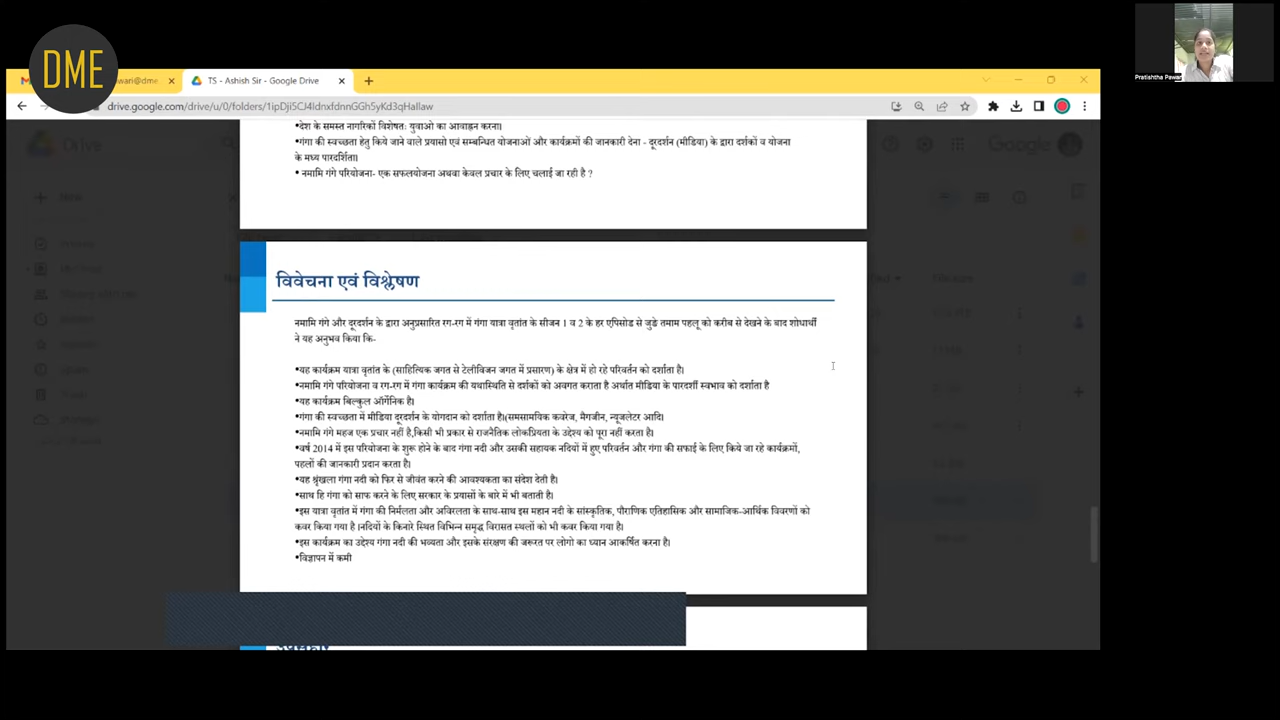 DME
Pratishtha Pawar
TS - Ashish Sir - Google Drive
drive.google.com/drive/u/0/folders/1ipDji5CJ4ldnxfdnnGGh5yKd3qHallaw
Drive
Google
New
•देश के समस्त नागरिकों विशेषतः युवाओ का आवाह्न करना।
•गंगा की स्वच्छता हेतु किये जाने वाले प्रयासो एवं सम्बन्धित योजनाओं और कार्यक्रमों की जानकारी देना - दूरदर्शन (मीडिया) के द्वारा दर्शकों व योजना
के मध्य पारदर्शिता।
• नमामि गंगे परियोजना- एक सफलयोजना अथवा केवल प्रचार के लिए चलाई जा रही है ?
विवेचना एवं विश्लेषण
नमामि गंगे और दूरदर्शन के द्वारा अनुप्रसारित रग-रग में गंगा यात्रा वृतांत के सीजन 1 व 2 के हर एपिसोड से जुडे तमाम पहलू को करीब से देखने के बाद शोधार्थी
ने यह अनुभव किया कि-
•यह कार्यक्रम यात्रा वृतांत के (साहित्यिक जगत से टेलीविजन जगत में प्रसारण) के क्षेत्र में हो रहे परिवर्तन को दर्शाता है।
•नमामि गंगे परियोजना व रग-रग में गंगा कार्यक्रम की यथास्थिति से दर्शकों को अवगत कराता है अर्थात मीडिया के पारदर्शी स्वभाव को दर्शाता है
•यह कार्यक्रम बिल्कुल ऑर्गेनिक है।
•गंगा की स्वच्छता में मीडिया दूरदर्शन के योगदान को दर्शाता है।(समसामयिक कवरेज, मैगजीन, न्यूजलेटर आदि।
•नमामि गंगे महज एक प्रचार नहीं है,किसी भी प्रकार से राजनैतिक लोकप्रियता के उद्देश्य को पूरा नहीं करता है।
•वर्ष 2014 में इस परियोजना के शुरू होने के बाद गंगा नदी और उसकी सहायक नदियों में हुए परिवर्तन और गंगा की सफाई के लिए किये जा रहे कार्यक्रमों,
पहलों की जानकारी प्रदान करता है।
•यह श्रृंखला गंगा नदी को फिर से जीवंत करने की आवश्यकता का संदेश देती है।
•साथ हि गंगा को साफ करने के लिए सरकार के प्रयासों के बारे में भी बताती है।
•इस यात्रा वृतांत में गंगा की निर्मलता और अविरलता के साथ-साथ इस महान नदी के सांस्कृतिक, पौराणिक एतिहासिक और सामाजिक-आर्थिक विवरणों को
कवर किया गया है ।नदियों के किनारे स्थित विभिन्न समृद्ध विरासत स्थलों को भी कवर किया गया है।
•इस कार्यक्रम का उद्देश्य गंगा नदी की भव्यता और इसके संरक्षण की जरूरत पर लोगो का ध्यान आकर्षित करना है।
•विज्ञापन में कमी